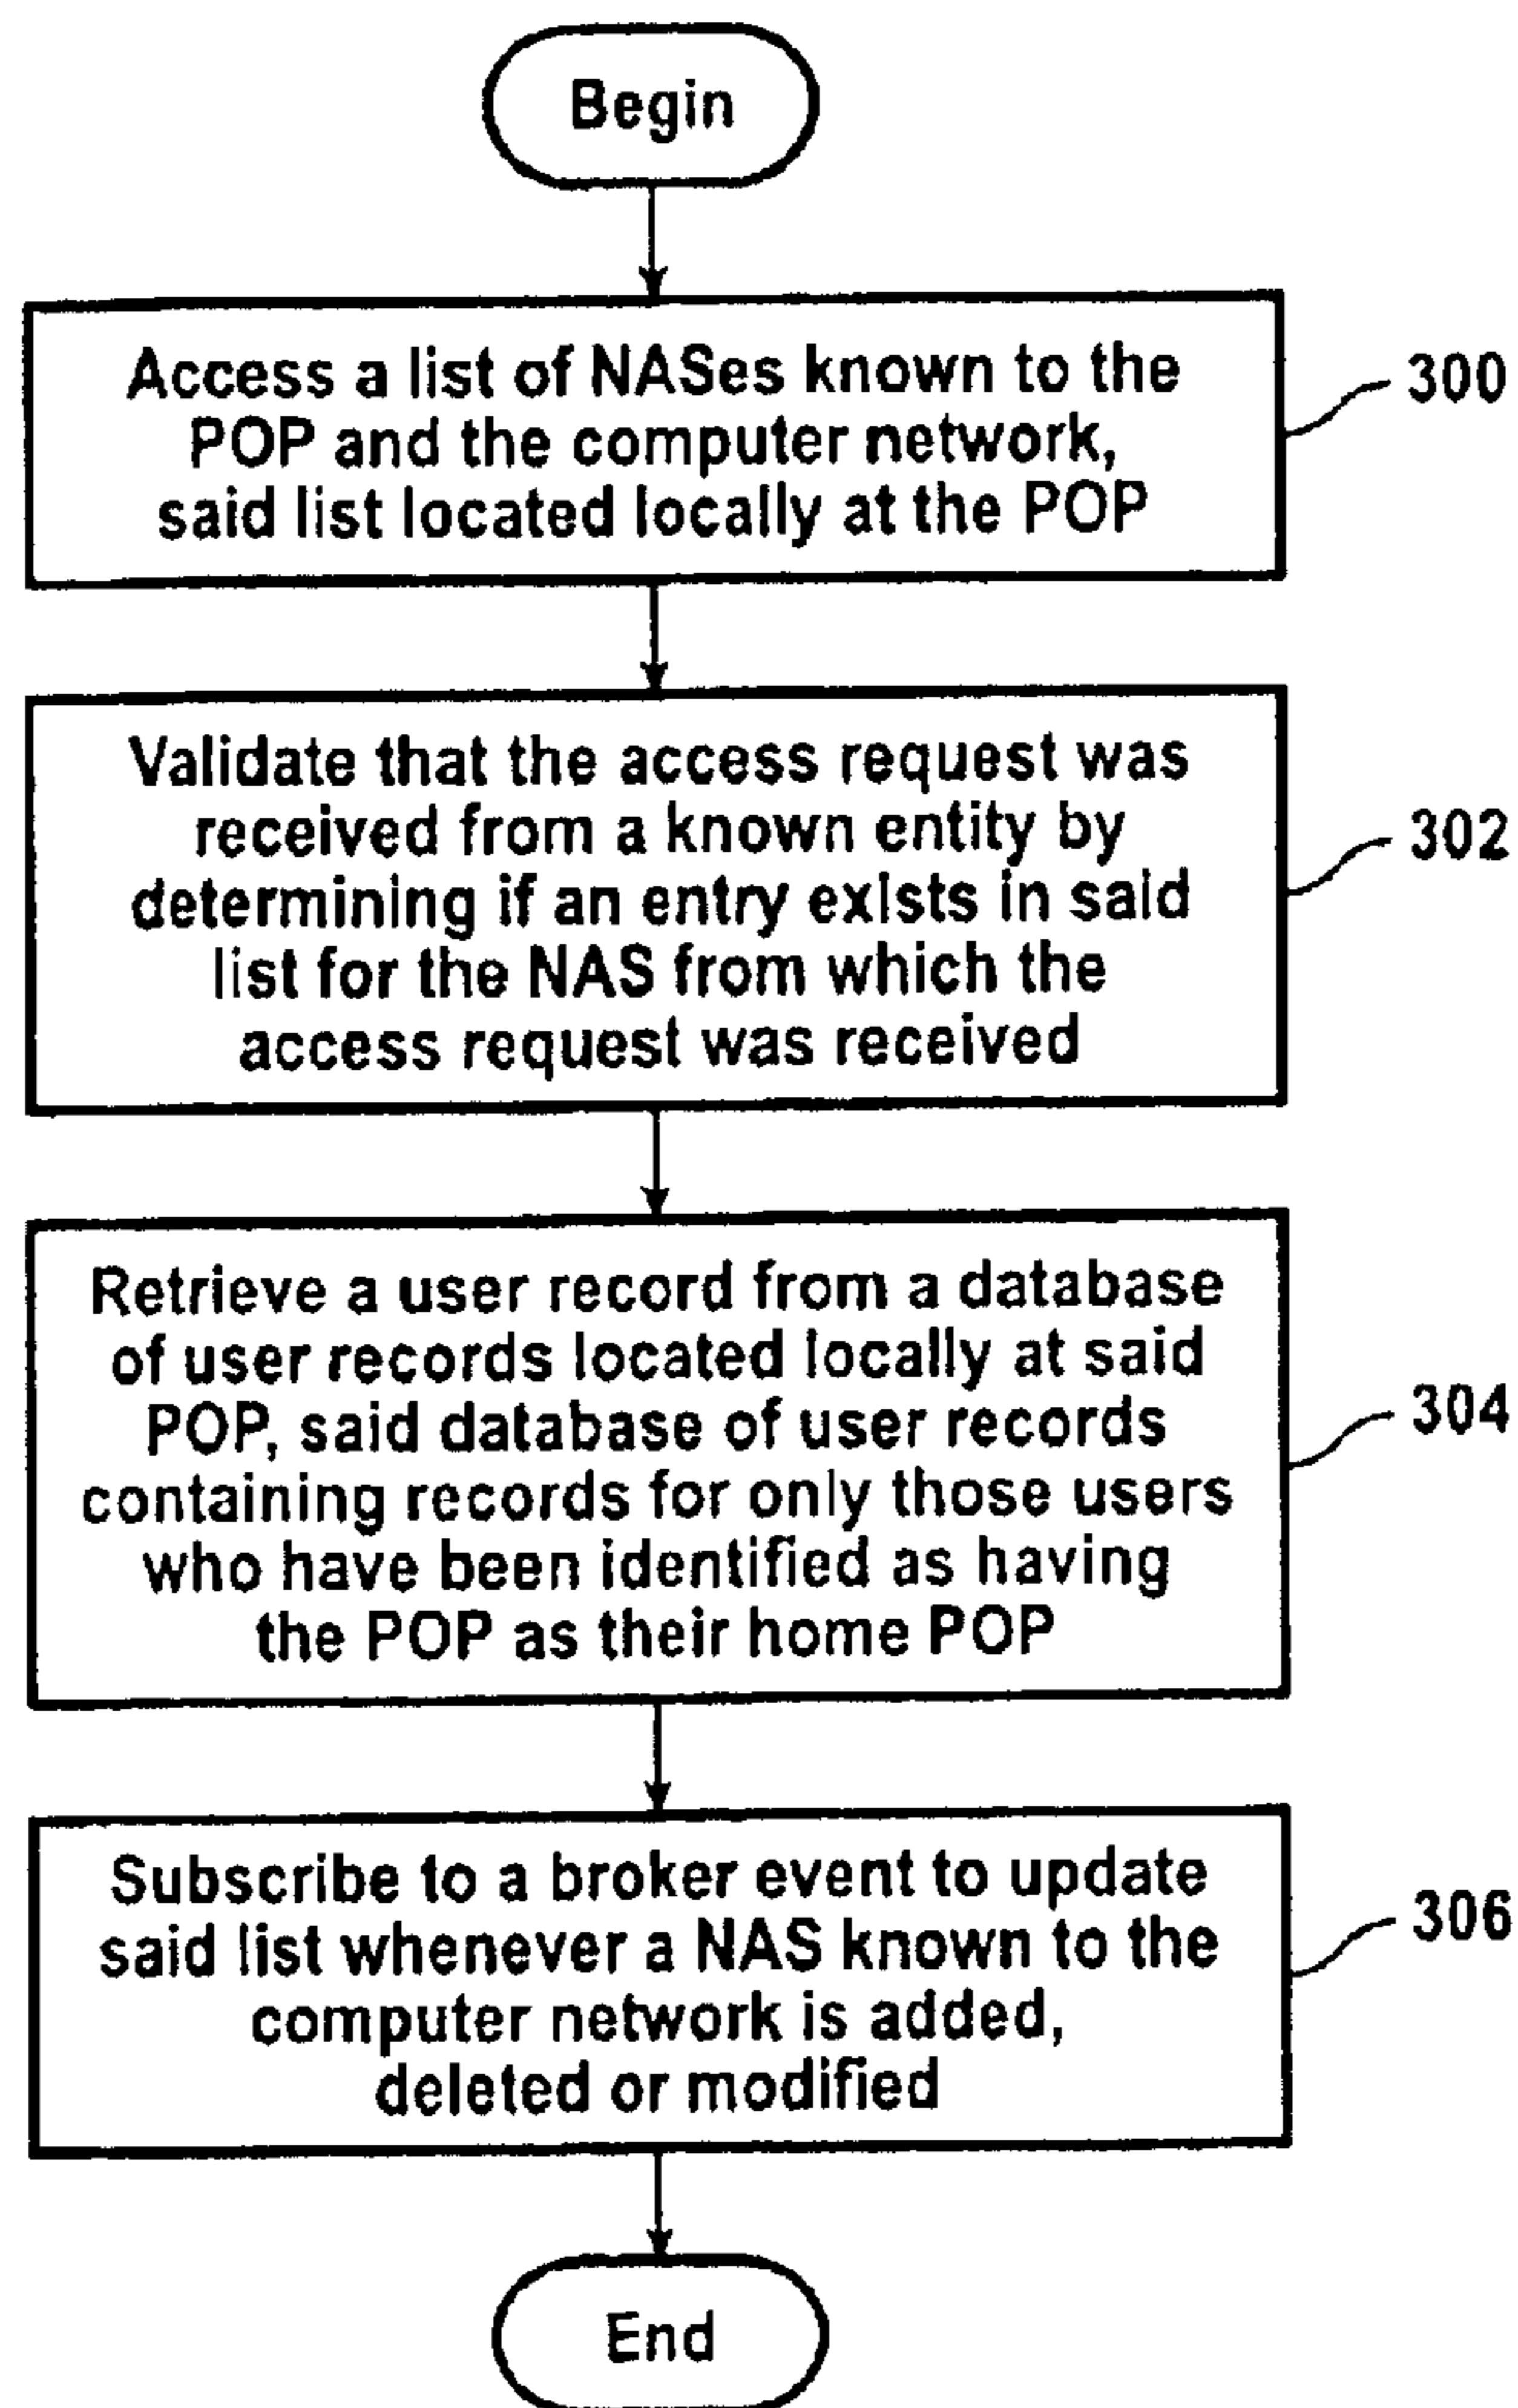 Begin
Access a list of NASes known to the
POP and the computer network,
said list located locally at the POP
300
Validate that the access request was
received from a known entity by
determining if an entry exists in said
list for the NAS from which the
access request was received
302
Retrieve a user record from a database
of user records located locally at said
POP, said database of user records
containing records for only those users
who have been identified as having
the POP as their home POP
304
Subscribe to a broker event to update
said list whenever a NAS known to the
computer network is added,
deleted or modified
306
End